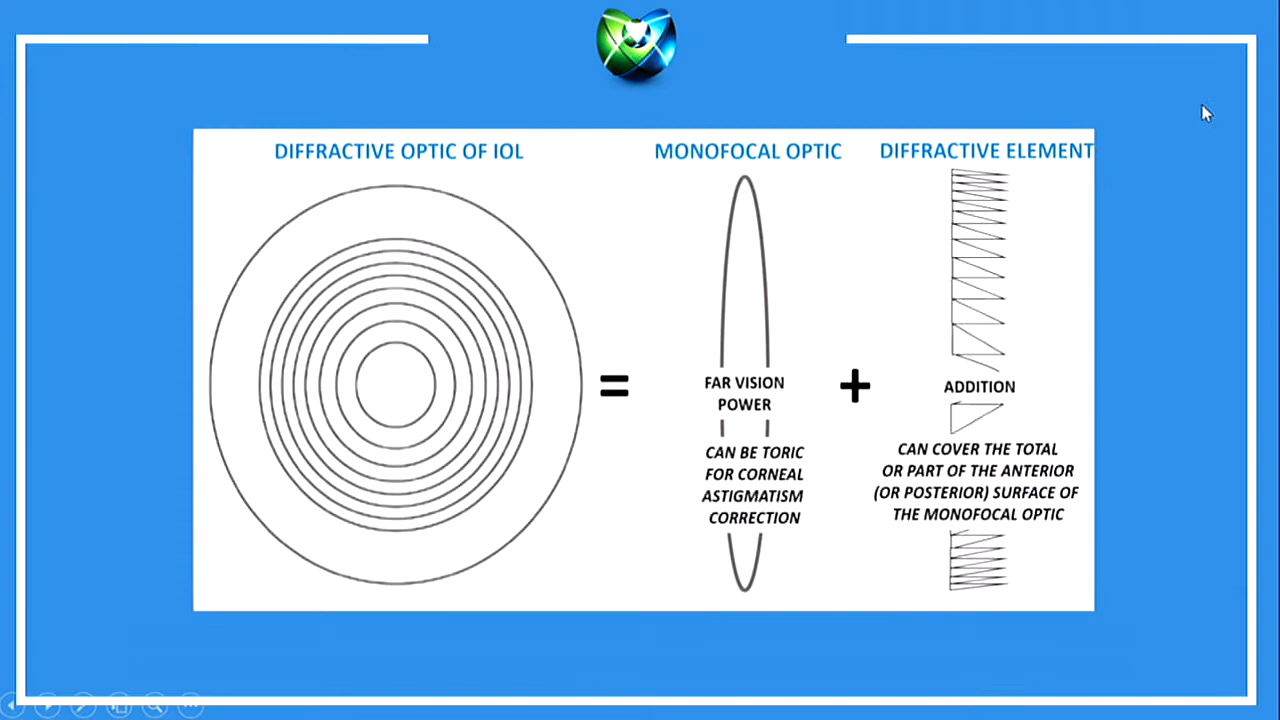 DIFFRACTIVE OPTIC OF IOL
MONOFOCAL OPTIC
DIFFRACTIVE ELEMENT
=
FAR VISION
POWER
+
ADDITION
CAN BE TORIC
FOR CORNEAL
ASTIGMATISM
CORRECTION
CAN COVER THE TOTAL
OR PART OF THE ANTERIOR
(OR POSTERIOR) SURFACE OF
THE MONOFOCAL OPTIC